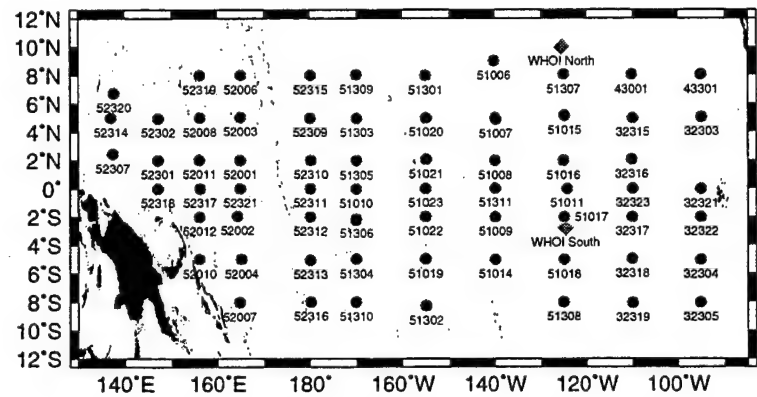 12°N
10°N
WHOI North
8°N
52319 52006 52315 51309 51301 51006 51307 43001 43301
6°N
52320
4°N
52314 52302 52008 52003 52309 51303 51020 51007 51015 32315 32303
2°N
52307 52301 52011 52001 52310 51305 51021 51008 51016 32316
0°
52318 52317 52321 52311 51010 51023 51311 51011 32323 32321
2°S
52012 52002 52312 51306 51022 51009 51017 32317 32322
WHOI South
4°S
6°S
52010 52004 52313 51304 51019 51014 51018 32318 32304
8°S
52007 52316 51310 51302 51308 32319 32305
10°S
12°S
140°E 160°E 180° 160°W 140°W 120°W 100°W